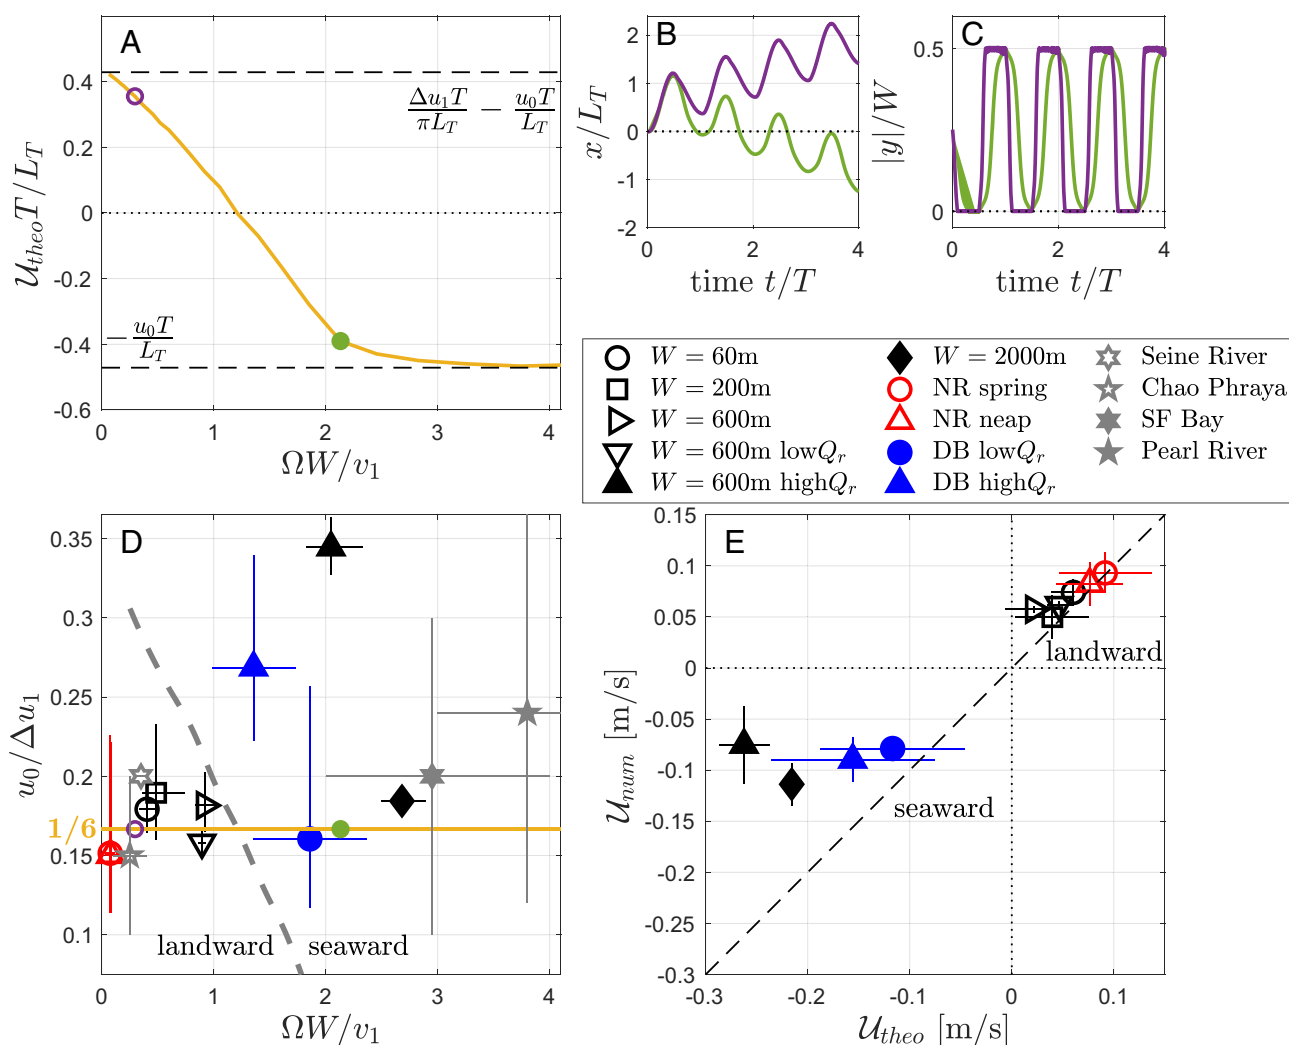 A
0.4
0.2
0
-0.2
-0.4
-0.6
0
1
2
3
4
ΩW/v₁
𝒰_theo T/L_T
Δu₁T/πL_T − u₀T/L_T
−u₀T/L_T
B
2
1
0
-1
-2
0
2
4
x/L_T
time t/T
C
0.5
0
0
2
4
|y|/W
time t/T
W = 60m
W = 200m
W = 600m
W = 600m lowQ_r
W = 600m highQ_r
W = 2000m
NR spring
NR neap
DB lowQ_r
DB highQ_r
Seine River
Chao Phraya
SF Bay
Pearl River
D
0.35
0.3
0.25
0.2
1/6
0.15
0.1
0
1
2
3
4
u₀/Δu₁
ΩW/v₁
landward
seaward
E
0.15
0.1
0.05
0
-0.05
-0.1
-0.15
-0.2
-0.25
-0.3
-0.3
-0.2
-0.1
0
0.1
𝒰_num [m/s]
𝒰_theo [m/s]
landward
seaward